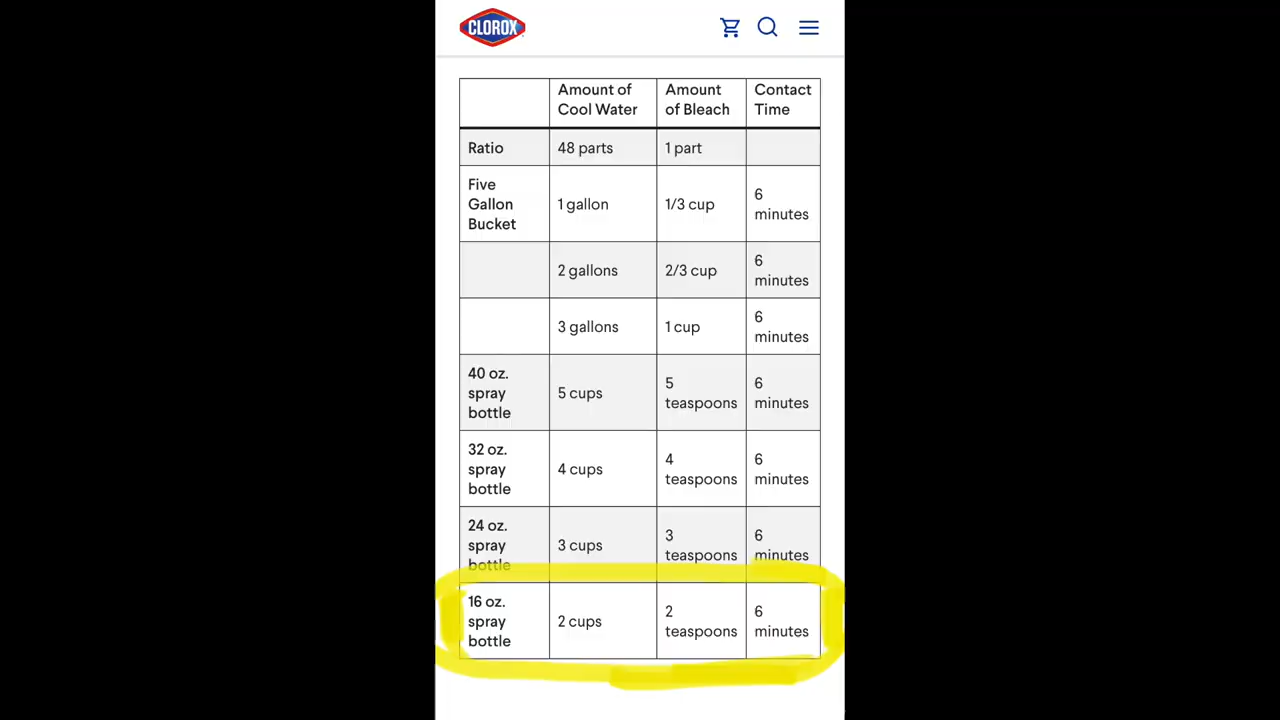 CLOROX
Amount of Cool Water | Amount of Bleach | Contact Time
Ratio | 48 parts | 1 part
Five Gallon Bucket | 1 gallon | 1/3 cup | 6 minutes
2 gallons | 2/3 cup | 6 minutes
3 gallons | 1 cup | 6 minutes
40 oz. spray bottle | 5 cups | 5 teaspoons | 6 minutes
32 oz. spray bottle | 4 cups | 4 teaspoons | 6 minutes
24 oz. spray bottle | 3 cups | 3 teaspoons | 6 minutes
16 oz. spray bottle | 2 cups | 2 teaspoons | 6 minutes